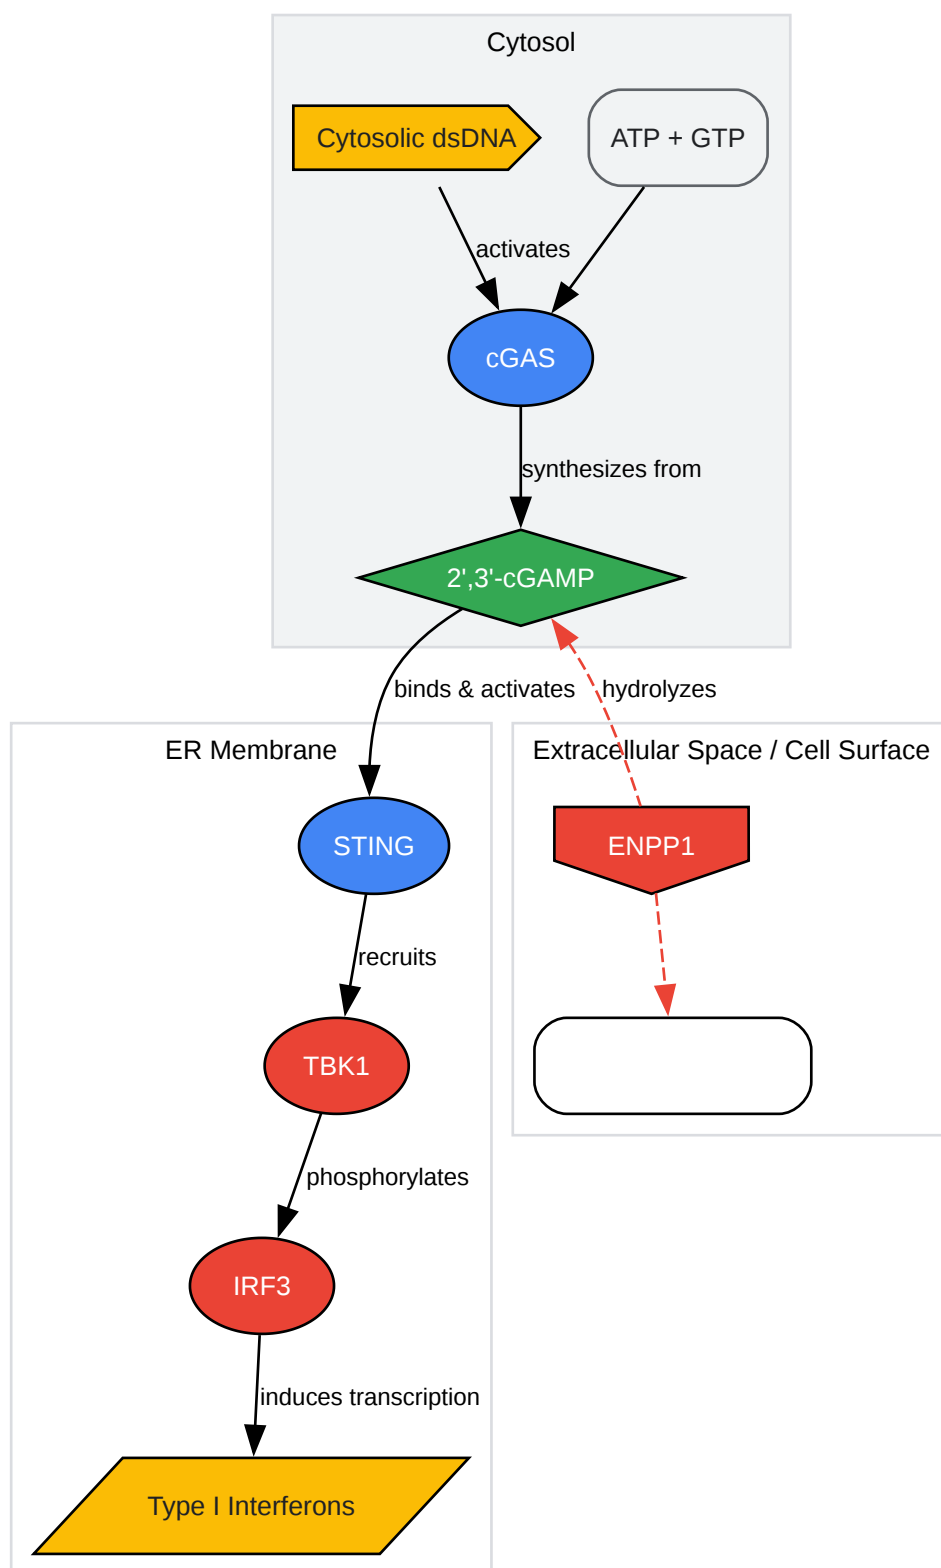 Cytosol
Cytosolic dsDNA
ATP + GTP
activates
cGAS
synthesizes from
2',3'-cGAMP
binds & activates
hydrolyzes
ER Membrane
Extracellular Space / Cell Surface
STING
ENPP1
recruits
TBK1
phosphorylates
IRF3
induces transcription
Type I Interferons